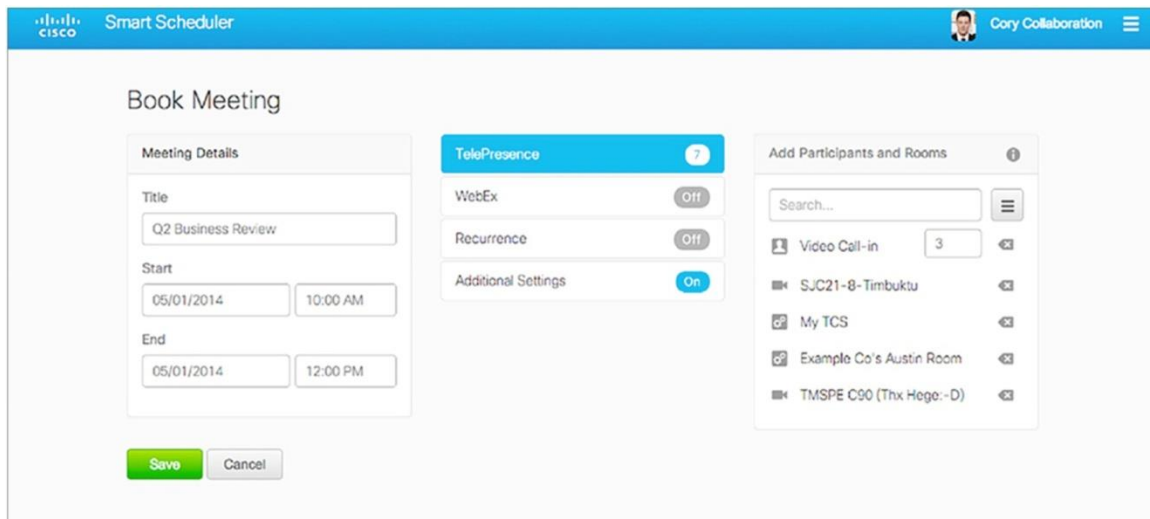 CISCO Smart Scheduler Cory Collaboration
Book Meeting
Meeting Details
Title
Q2 Business Review
Start
05/01/2014 10:00 AM
End
05/01/2014 12:00 PM
Save Cancel
TelePresence 7
WebEx Off
Recurrence Off
Additional Settings On
Add Participants and Rooms
Search...
Video Call-in 3
SJC21-8-Timbuktu
My TCS
Example Co's Austin Room
TMSPE C90 (Thx Hege:-D)